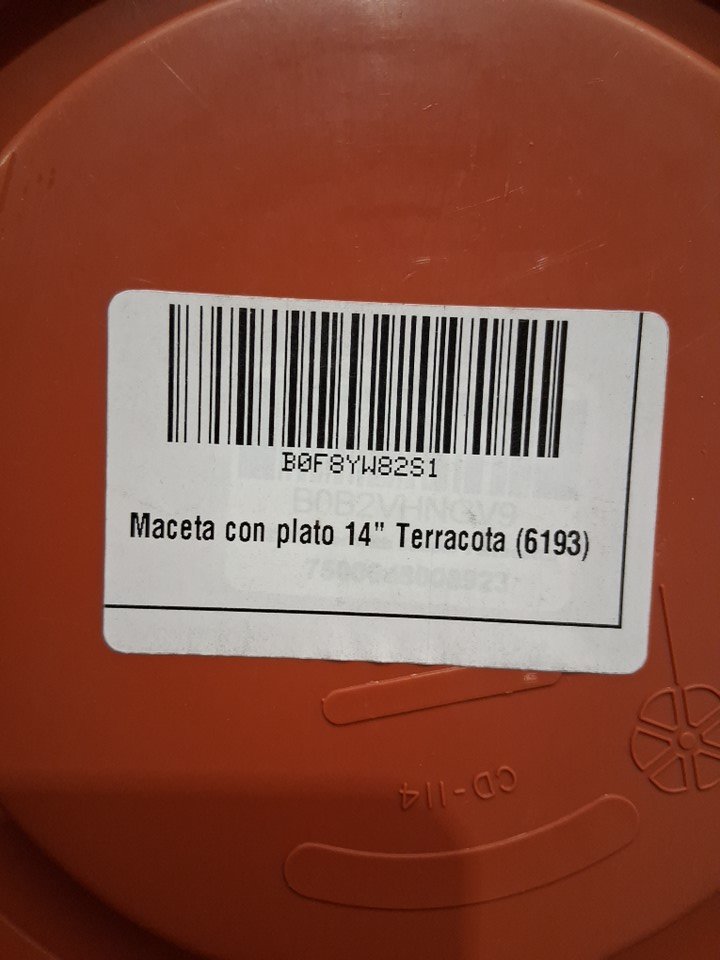 B0F8YW82S1
Maceta con plato 14" Terracota (6193)
CD-114